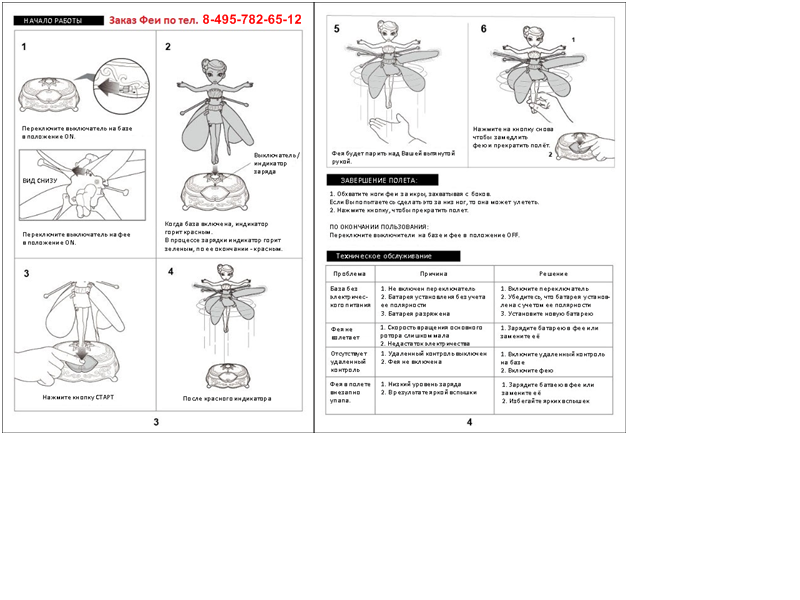 НАЧАЛО РАБОТЫ
Заказ Феи по тел. 8-495-782-65-12
1
Переключите выключатель на базе
в положение ON.
ВИД СНИЗУ
Переключите выключатель на фее
в положение ON.
2
Выключатель/
индикатор
заряда
Когда база включена, индикатор
горит красным.
В процессе зарядки индикатор горит
зеленым, по ее окончании - красным.
3
Нажмите кнопку СТАРТ
4
После красного индикатора
3
5
Фея будет парить над Вашей вытянутой
рукой.
6
1
Нажмите на кнопку снова
чтобы замедлить
фею и прекратить полёт.
2
ЗАВЕРШЕНИЕ ПОЛЕТА:
1. Обхватите ноги феи за икры, захватывая с боков.
Если Вы попытаетесь сделать это за низ ног, то она может улететь.
2. Нажмите кнопку, чтобы прекратить полет.
ПО ОКОНЧАНИИ ПОЛЬЗОВАНИЯ:
Переключите выключатели на базе и фее в положение OFF.
Техническое обслуживание
Проблема Причина Решение
База без
электричес-
кого питания
1. Не включен переключатель
2. Батарея установлена без учета
ее полярности
3. Батарея разряжена
1. Включите переключатель
2. Убедитесь, что батарея установ-
лена с учетом ее полярности
3. Установите новую батарею
Фея не
взлетает
1. Скорость вращения основного
ротора слишком мала
2. Недостаток электричества
1. Зарядите батарею в фее или
замените её
Отсутствует
удаленный
контроль
1. Удаленный контроль выключен
2. Фея не включена
1. Включите удаленный контроль
на базе
2. Включите фею
Фея в полете
внезапно
упала.
1. Низкий уровень заряда
2. В результате яркой вспышки
1. Зарядите батаею в фее или
замените её
2. Избегайте ярких вспышек
4